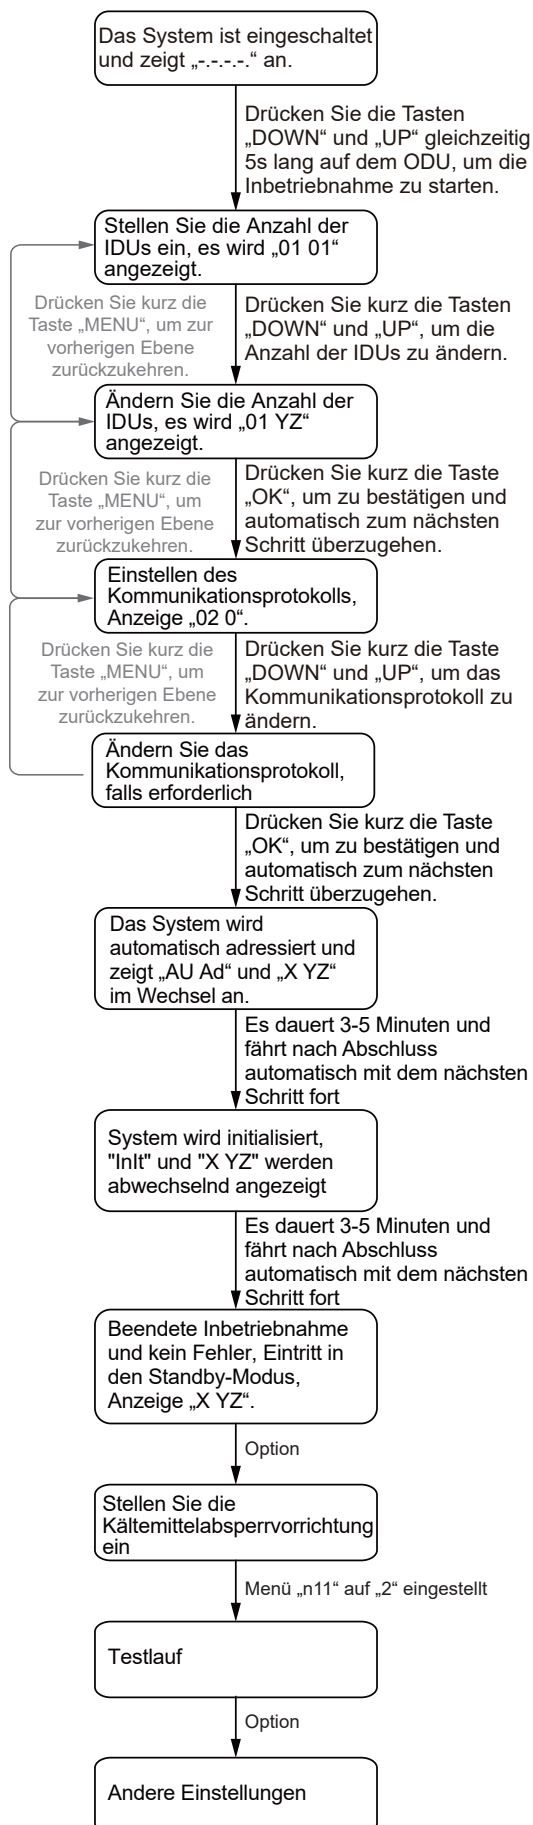 Das System ist eingeschaltet
und zeigt „-.-.-.-.“ an.
Drücken Sie die Tasten
„DOWN“ und „UP“ gleichzeitig
5s lang auf dem ODU, um die
Inbetriebnahme zu starten.
Stellen Sie die Anzahl der
IDUs ein, es wird „01 01“
angezeigt.
Drücken Sie kurz die
Taste „MENU“, um zur
vorherigen Ebene
zurückzukehren.
Drücken Sie kurz die Tasten
„DOWN“ und „UP“, um die
Anzahl der IDUs zu ändern.
Ändern Sie die Anzahl der
IDUs, es wird „01 YZ“
angezeigt.
Drücken Sie kurz die
Taste „MENU“, um
zur vorherigen Ebene
zurückzukehren.
Drücken Sie kurz die Taste
„OK“, um zu bestätigen und
automatisch zum nächsten
Schritt überzugehen.
Einstellen des
Kommunikationsprotokolls,
Anzeige „02 0“.
Drücken Sie kurz die
Taste „MENU“, um
zur vorherigen Ebene
zurückzukehren.
Drücken Sie kurz die Taste
„DOWN“ und „UP“, um das
Kommunikationsprotokoll zu
ändern.
Ändern Sie das
Kommunikationsprotokoll,
falls erforderlich
Drücken Sie kurz die Taste
„OK“, um zu bestätigen und
automatisch zum nächsten
Schritt überzugehen.
Das System wird
automatisch adressiert und
zeigt „AU Ad“ und „X YZ“
im Wechsel an.
Es dauert 3-5 Minuten und
fährt nach Abschluss
automatisch mit dem nächsten
Schritt fort
System wird initialisiert,
"InIt" und "X YZ" werden
abwechselnd angezeigt
Es dauert 3-5 Minuten und
fährt nach Abschluss
automatisch mit dem nächsten
Schritt fort
Beendete Inbetriebnahme
und kein Fehler, Eintritt in
den Standby-Modus,
Anzeige „X YZ“.
Option
Stellen Sie die
Kältemittelabsperrvorrichtung
ein
Menü „n11“ auf „2“ eingestellt
Testlauf
Option
Andere Einstellungen